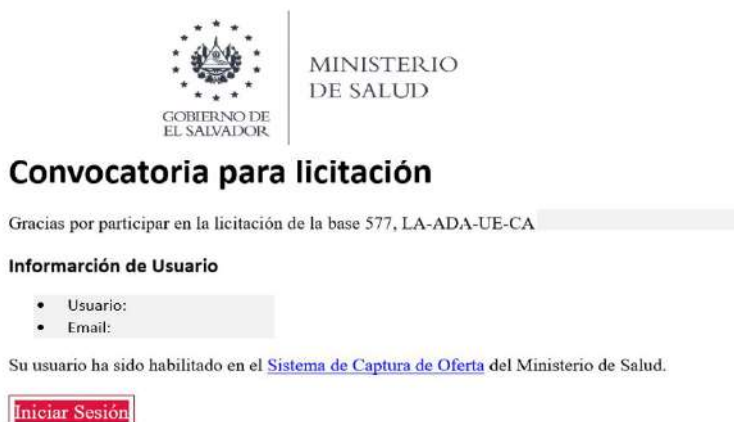 GOBIERNO DE
EL SALVADOR
MINISTERIO
DE SALUD
Convocatoria para licitación
Gracias por participar en la licitación de la base 577, LA-ADA-UE-CA
Informarción de Usuario
• Usuario:
• Email:
Su usuario ha sido habilitado en el Sistema de Captura de Oferta del Ministerio de Salud.
Iniciar Sesión